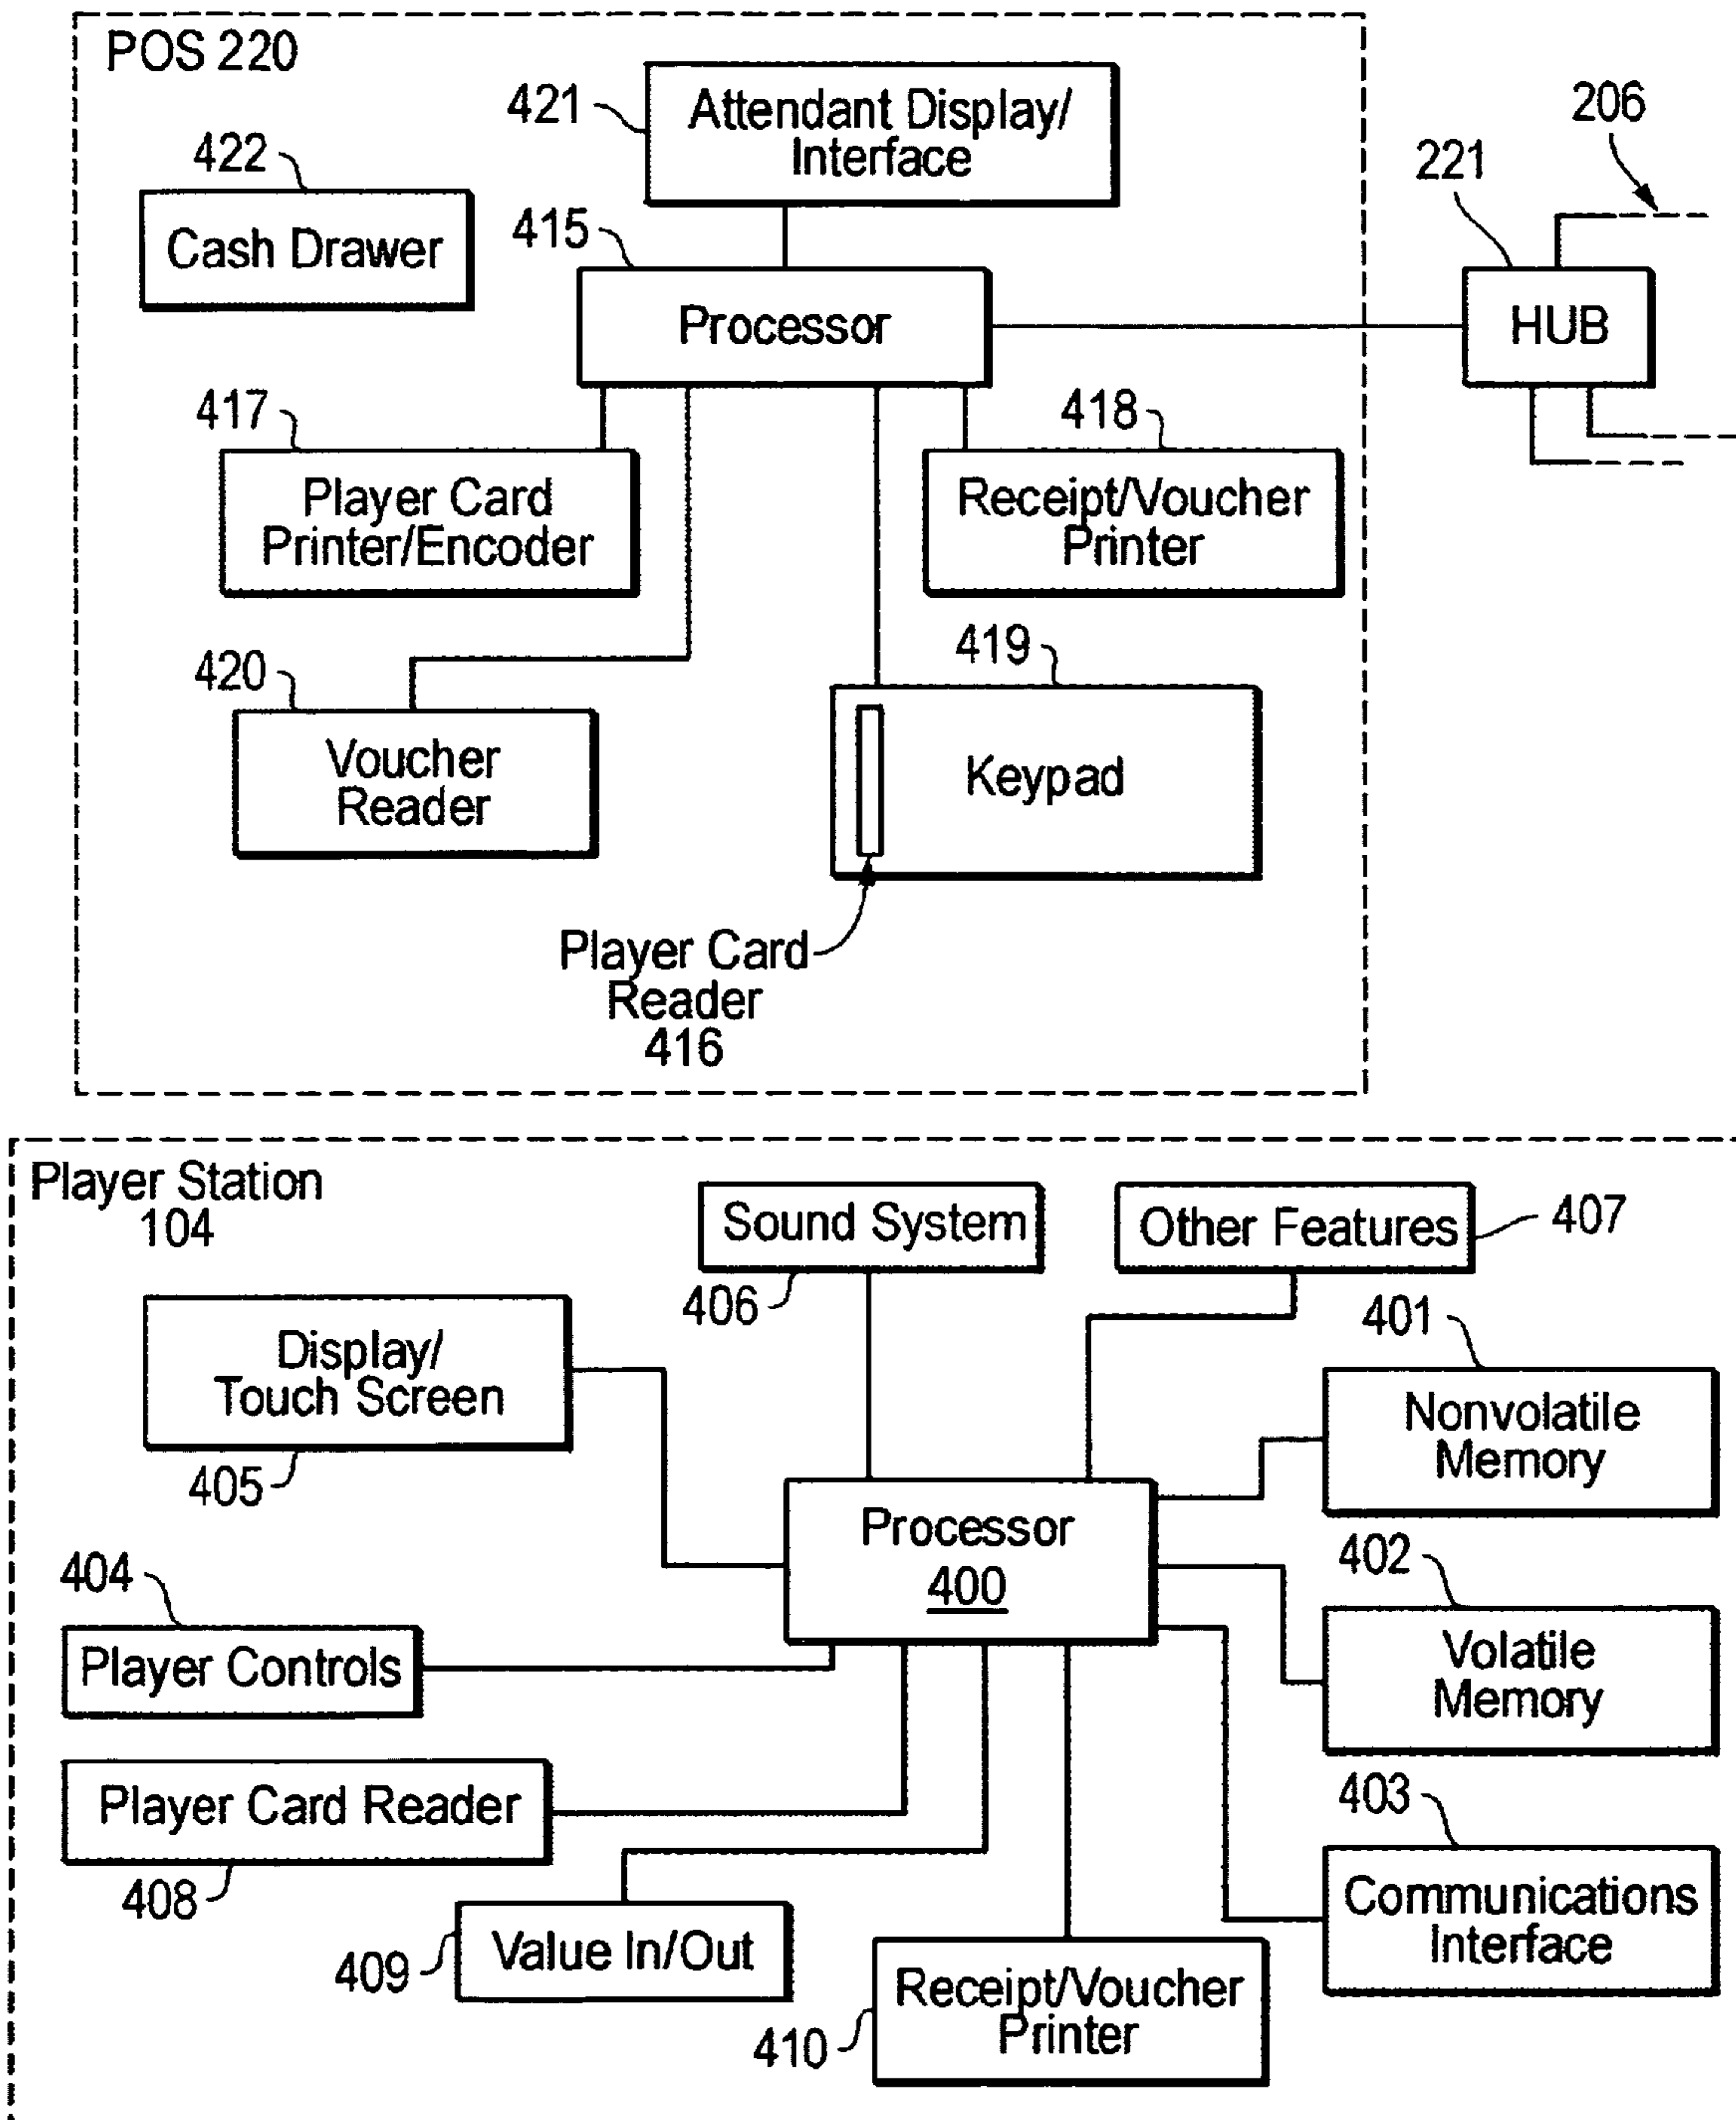 POS 220
421
Attendant Display/
Interface
206
422
221
Cash Drawer
415
Processor
HUB
417
418
Player Card
Printer/Encoder
Receipt/Voucher
Printer
419
420
Voucher
Reader
Keypad
Player Card
Reader
416
Player Station
104
Sound System
406
Other Features
407
401
Display/
Touch Screen
405
Nonvolatile
Memory
Processor
400
402
404
Player Controls
Volatile
Memory
Player Card Reader
408
403
Communications
Interface
Value In/Out
409
Receipt/Voucher
Printer
410